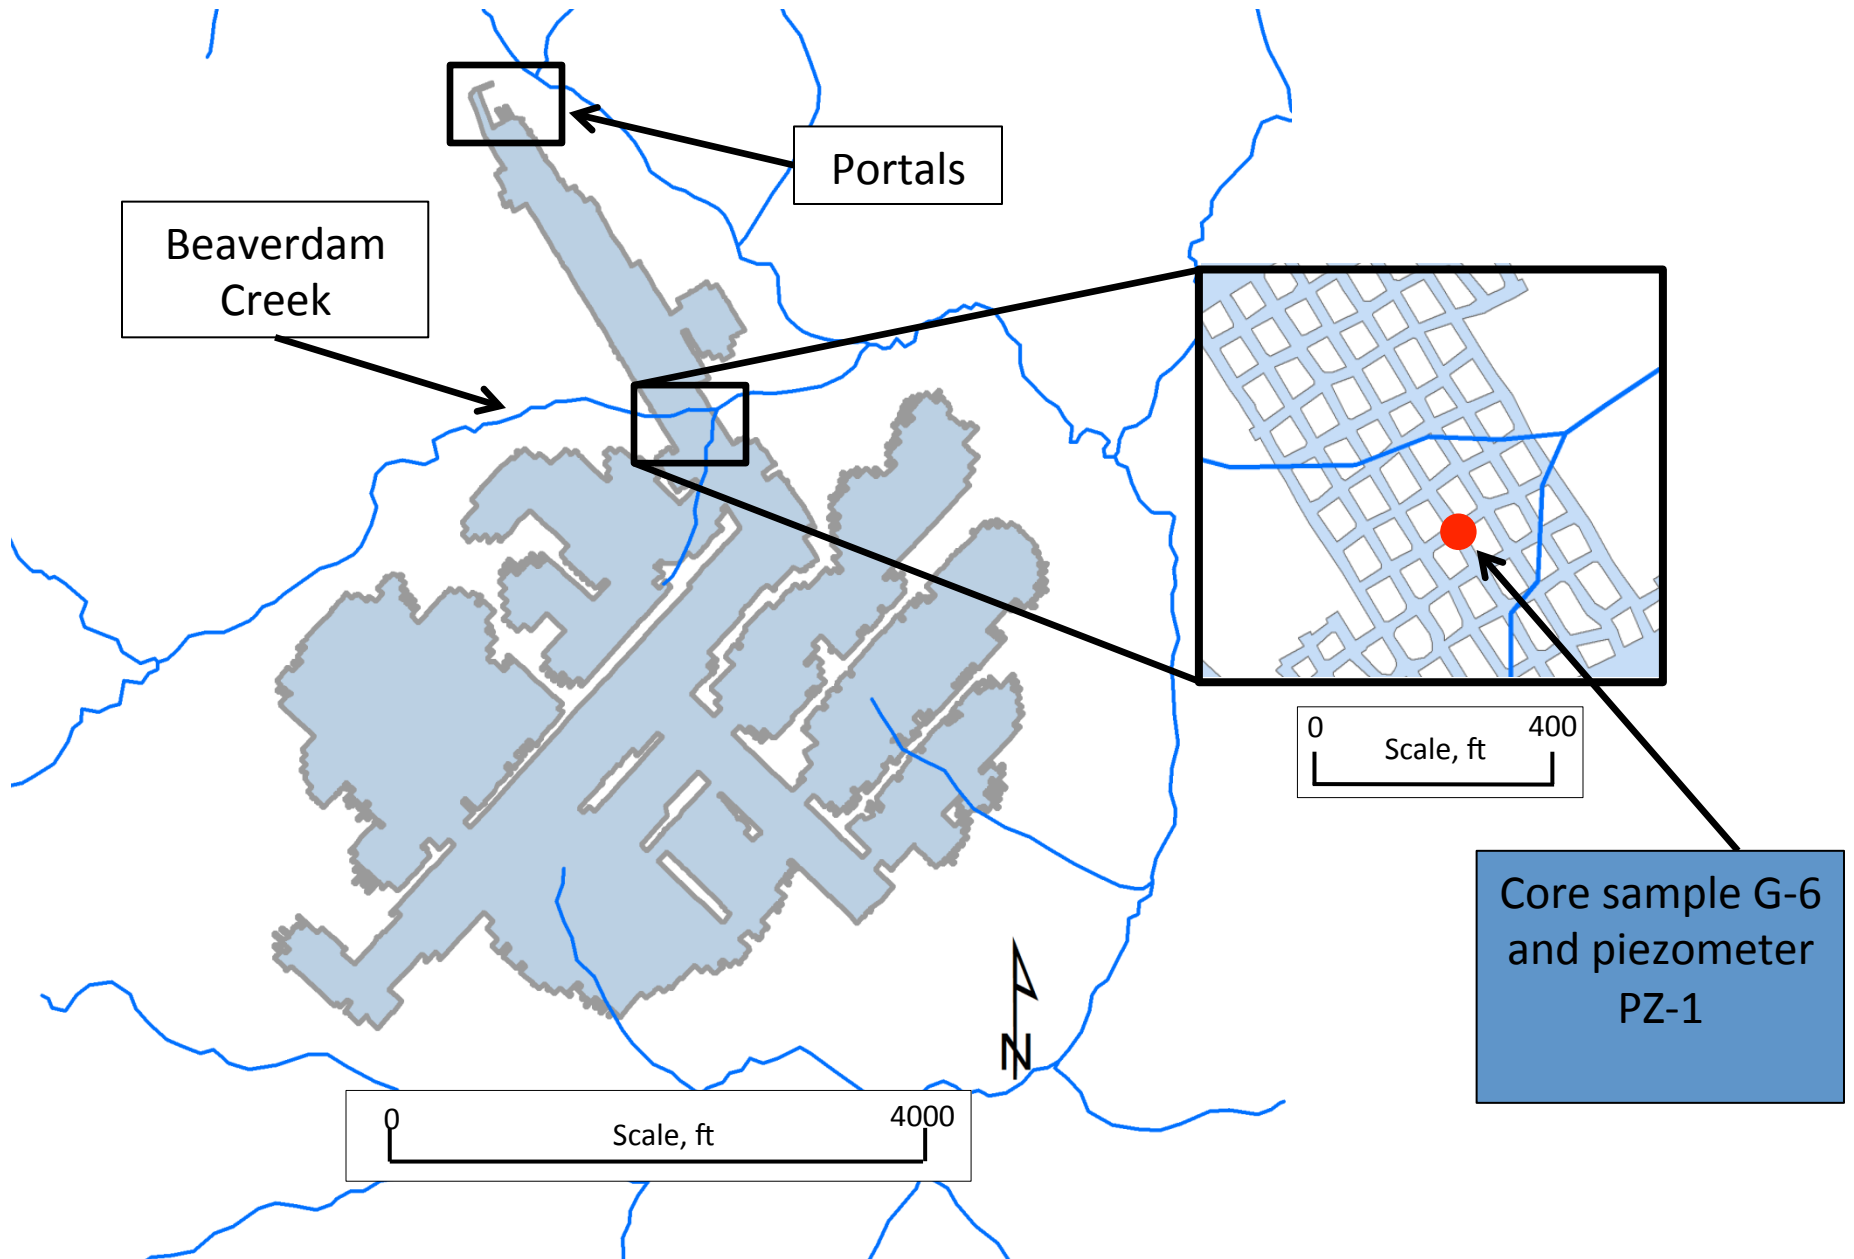 Portals
Beaverdam
Creek
0
400
Scale, ft
Core sample G-6
and piezometer
PZ-1
N
0
4000
Scale, ft